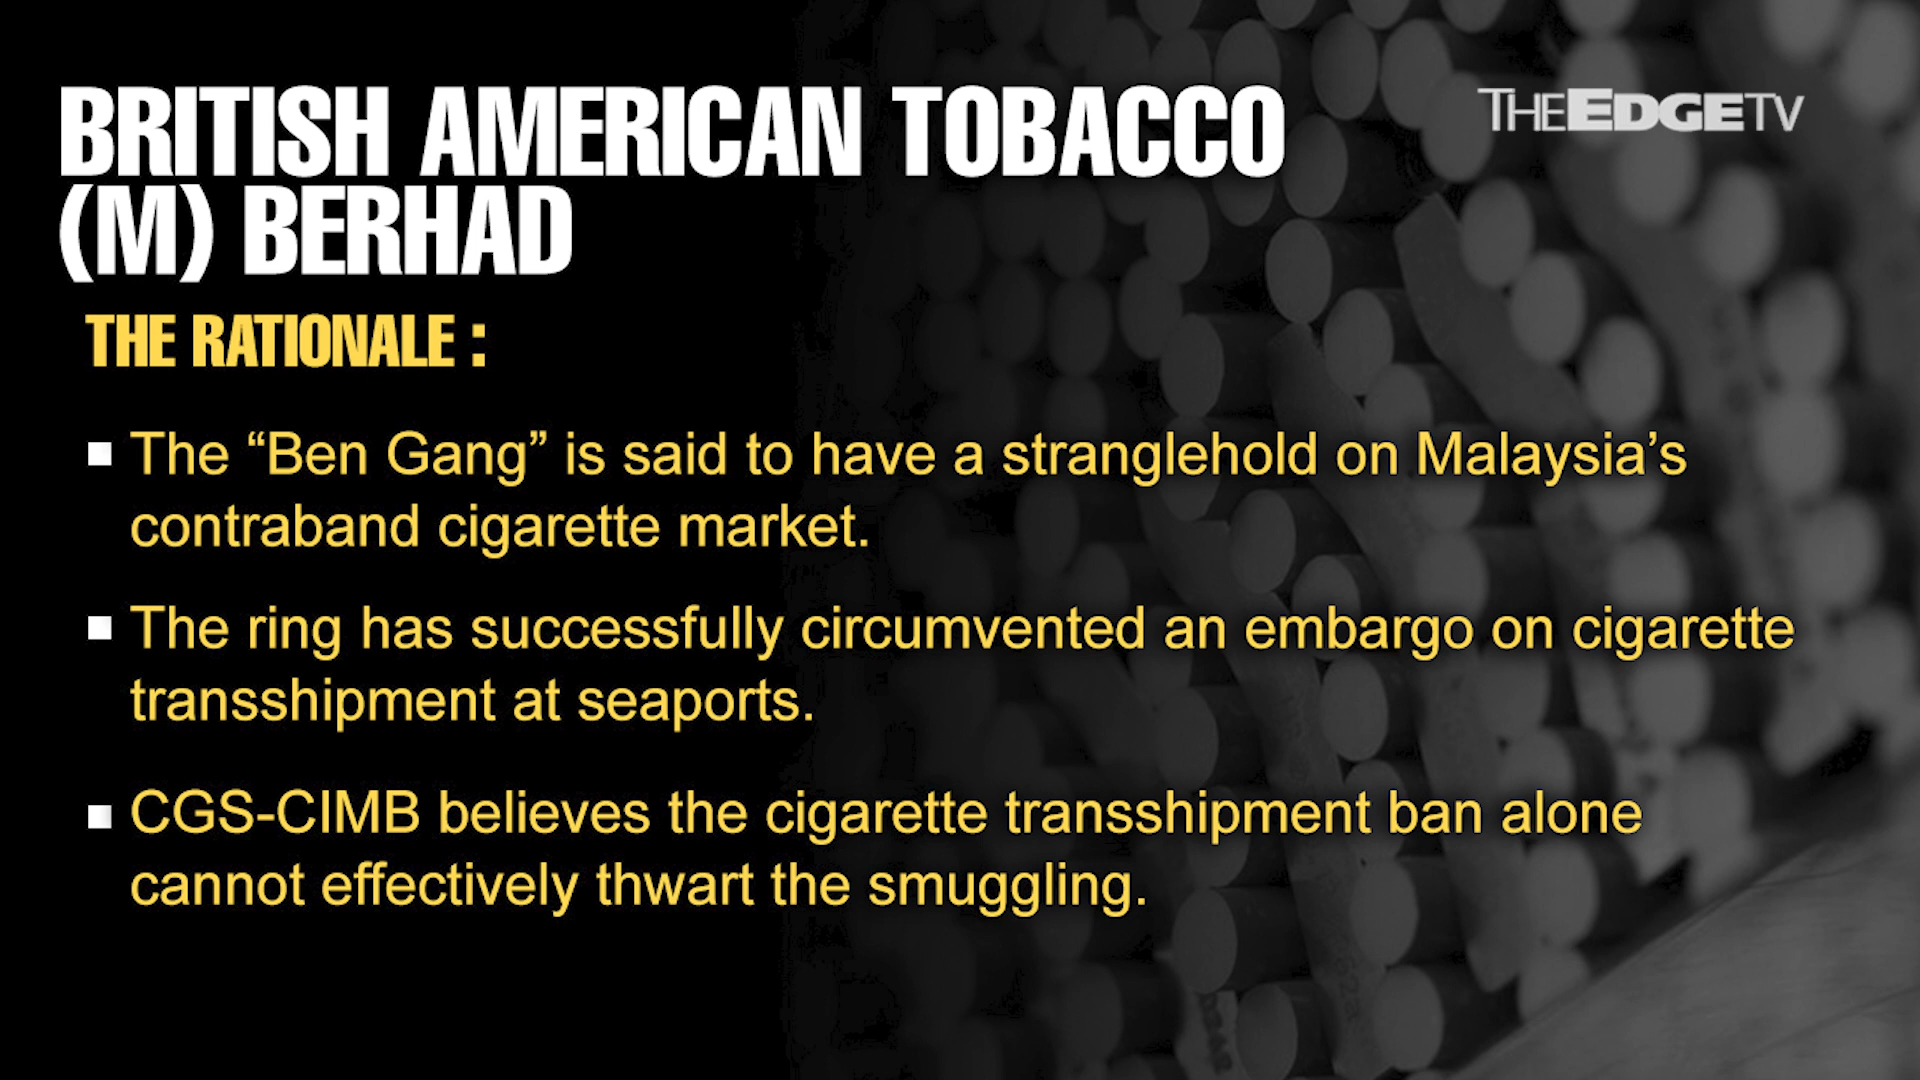 BRITISH AMERICAN TOBACCO
(M) BERHAD
THEEDGETV
THE RATIONALE :
The “Ben Gang” is said to have a stranglehold on Malaysia’s
contraband cigarette market.
The ring has successfully circumvented an embargo on cigarette
transshipment at seaports.
CGS-CIMB believes the cigarette transshipment ban alone
cannot effectively thwart the smuggling.